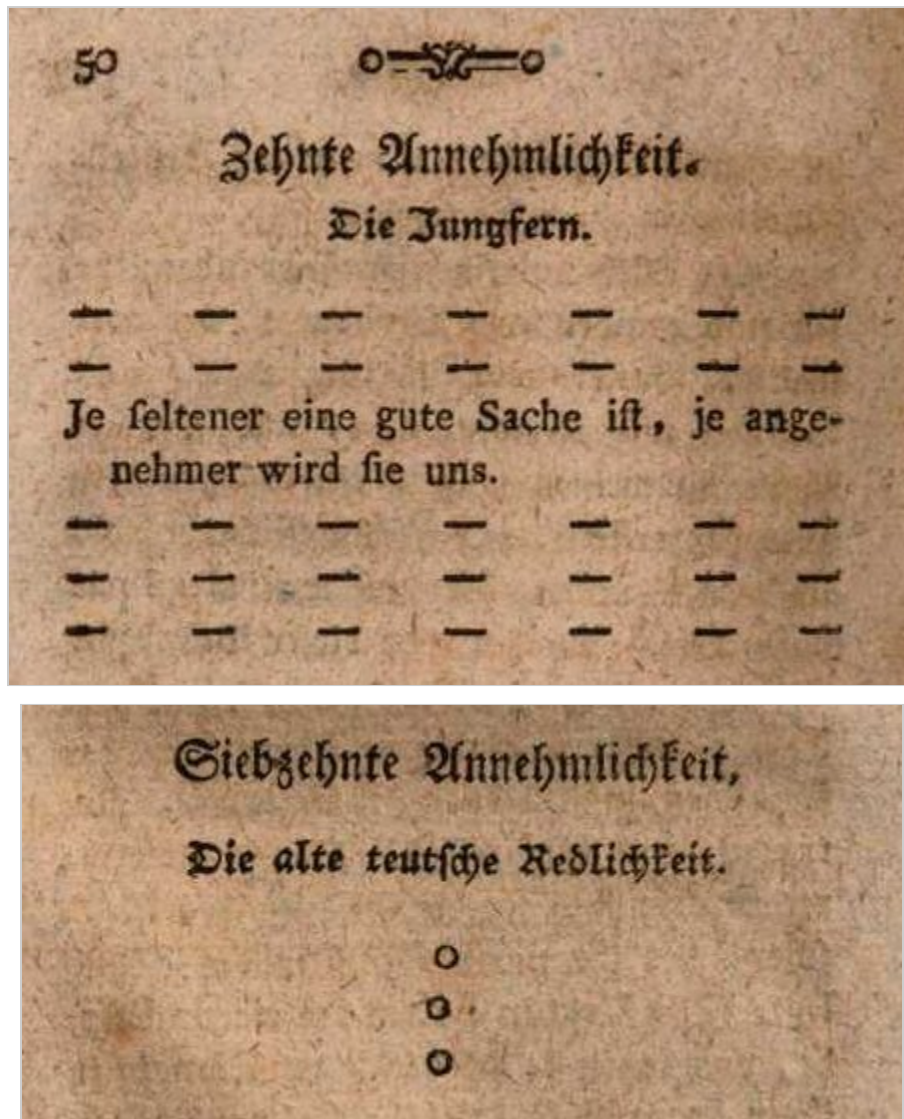 50
Zehnte Annehmlichkeit.
Die Jungfern.
— — — — — — —
— — — — — — —
Je ſeltener eine gute Sache iſt, je ange-
nehmer wird ſie uns.
— — — — — — —
— — — — — — —
— — — — — — —
Siebzehnte Annehmlichkeit,
Die alte teutſche Redlichkeit.
o
o
o